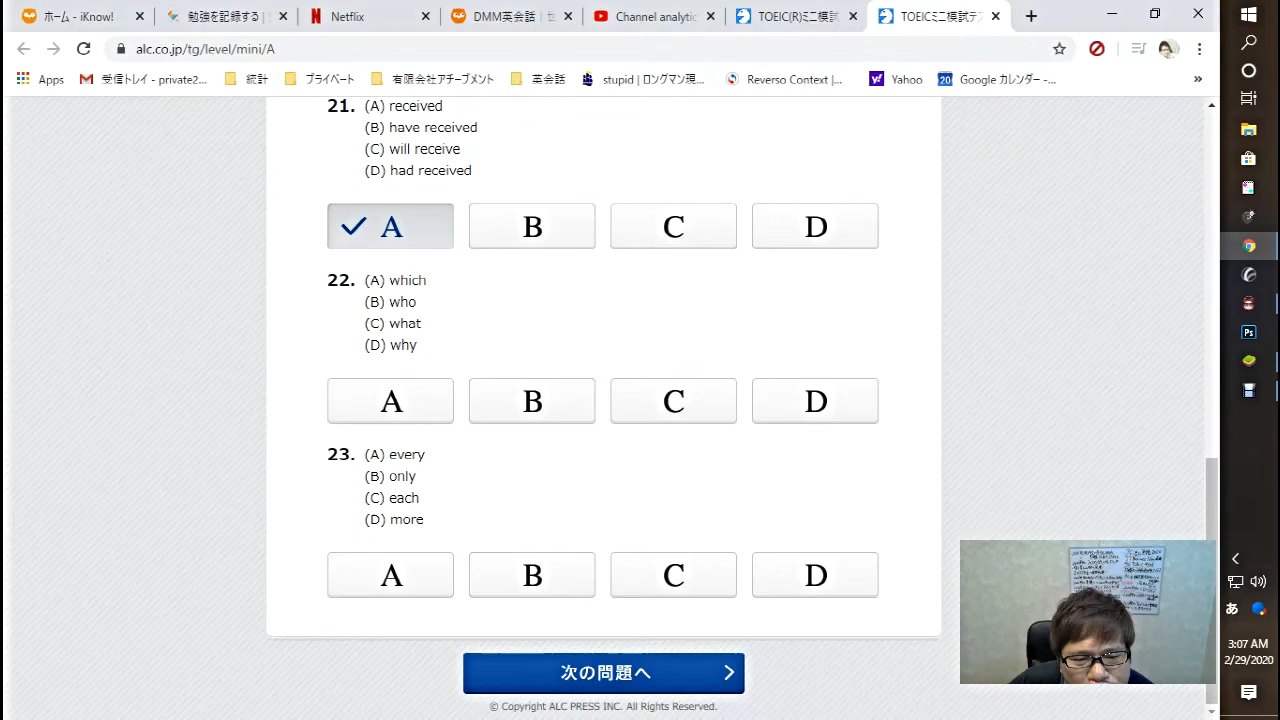 ホーム - iKnow!
勉強を記録する |
Netflix
DMM英会話
Channel analytic
TOEIC(R)ミニ模試
TOEICミニ模試テ
alc.co.jp/tg/level/mini/A
Apps
受信トレイ - private2...
統計
プライベート
有限会社アチーブメント
英会話
stupid | ロングマン現...
Reverso Context |...
Yahoo
20
Google カレンダー -...
»
21. (A) received
(B) have received
(C) will receive
(D) had received
A B C D
22. (A) which
(B) who
(C) what
(D) why
A B C D
23. (A) every
(B) only
(C) each
(D) more
A B C D
次の問題へ
© Copyright ALC PRESS INC. All Rights Reserved.
Ps
あ
3:07 AM
2/29/2020